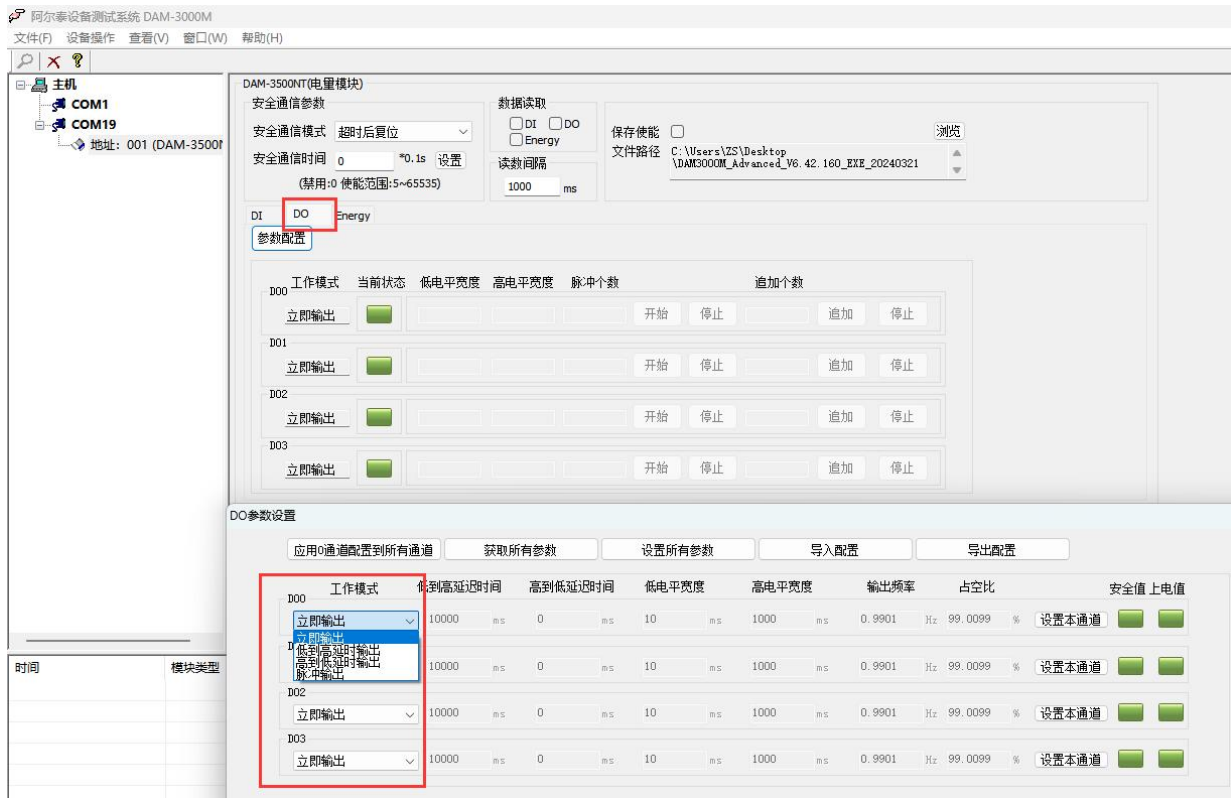 阿尔泰设备测试系统 DAM-3000M
文件(F) 设备操作 查看(V) 窗口(W) 帮助(H)
主机
COM1
COM19
地址：001 (DAM-3500N
DAM-3500NT(电量模块)
安全通信参数
安全通信模式 超时后复位
安全通信时间 0 *0.1s 设置
(禁用:0 使能范围:5~65535)
数据读取
DI DO
Energy
读数间隔
1000 ms
保存使能 浏览
文件路径 C:\Users\ZS\Desktop
\DAM3000M_Advanced_V6.42.160_EXE_20240321
DI DO Energy
参数配置
工作模式 当前状态 低电平宽度 高电平宽度 脉冲个数 追加个数
DO0
立即输出 开始 停止 追加 停止
DO1
立即输出 开始 停止 追加 停止
DO2
立即输出 开始 停止 追加 停止
DO3
立即输出 开始 停止 追加 停止
DO参数设置
应用0通道配置到所有通道 获取所有参数 设置所有参数 导入配置 导出配置
工作模式 低到高延迟时间 高到低延迟时间 低电平宽度 高电平宽度 输出频率 占空比 安全值 上电值
DO0
立即输出 10000 ms 0 ms 10 ms 1000 ms 0.9901 Hz 99.0099 % 设置本通道
立即输出
低到高延时输出
高到低延时输出
脉冲输出
D
10000 ms 0 ms 10 ms 1000 ms 0.9901 Hz 99.0099 % 设置本通道
DO2
立即输出 10000 ms 0 ms 10 ms 1000 ms 0.9901 Hz 99.0099 % 设置本通道
DO3
立即输出 10000 ms 0 ms 10 ms 1000 ms 0.9901 Hz 99.0099 % 设置本通道
时间 模块类型